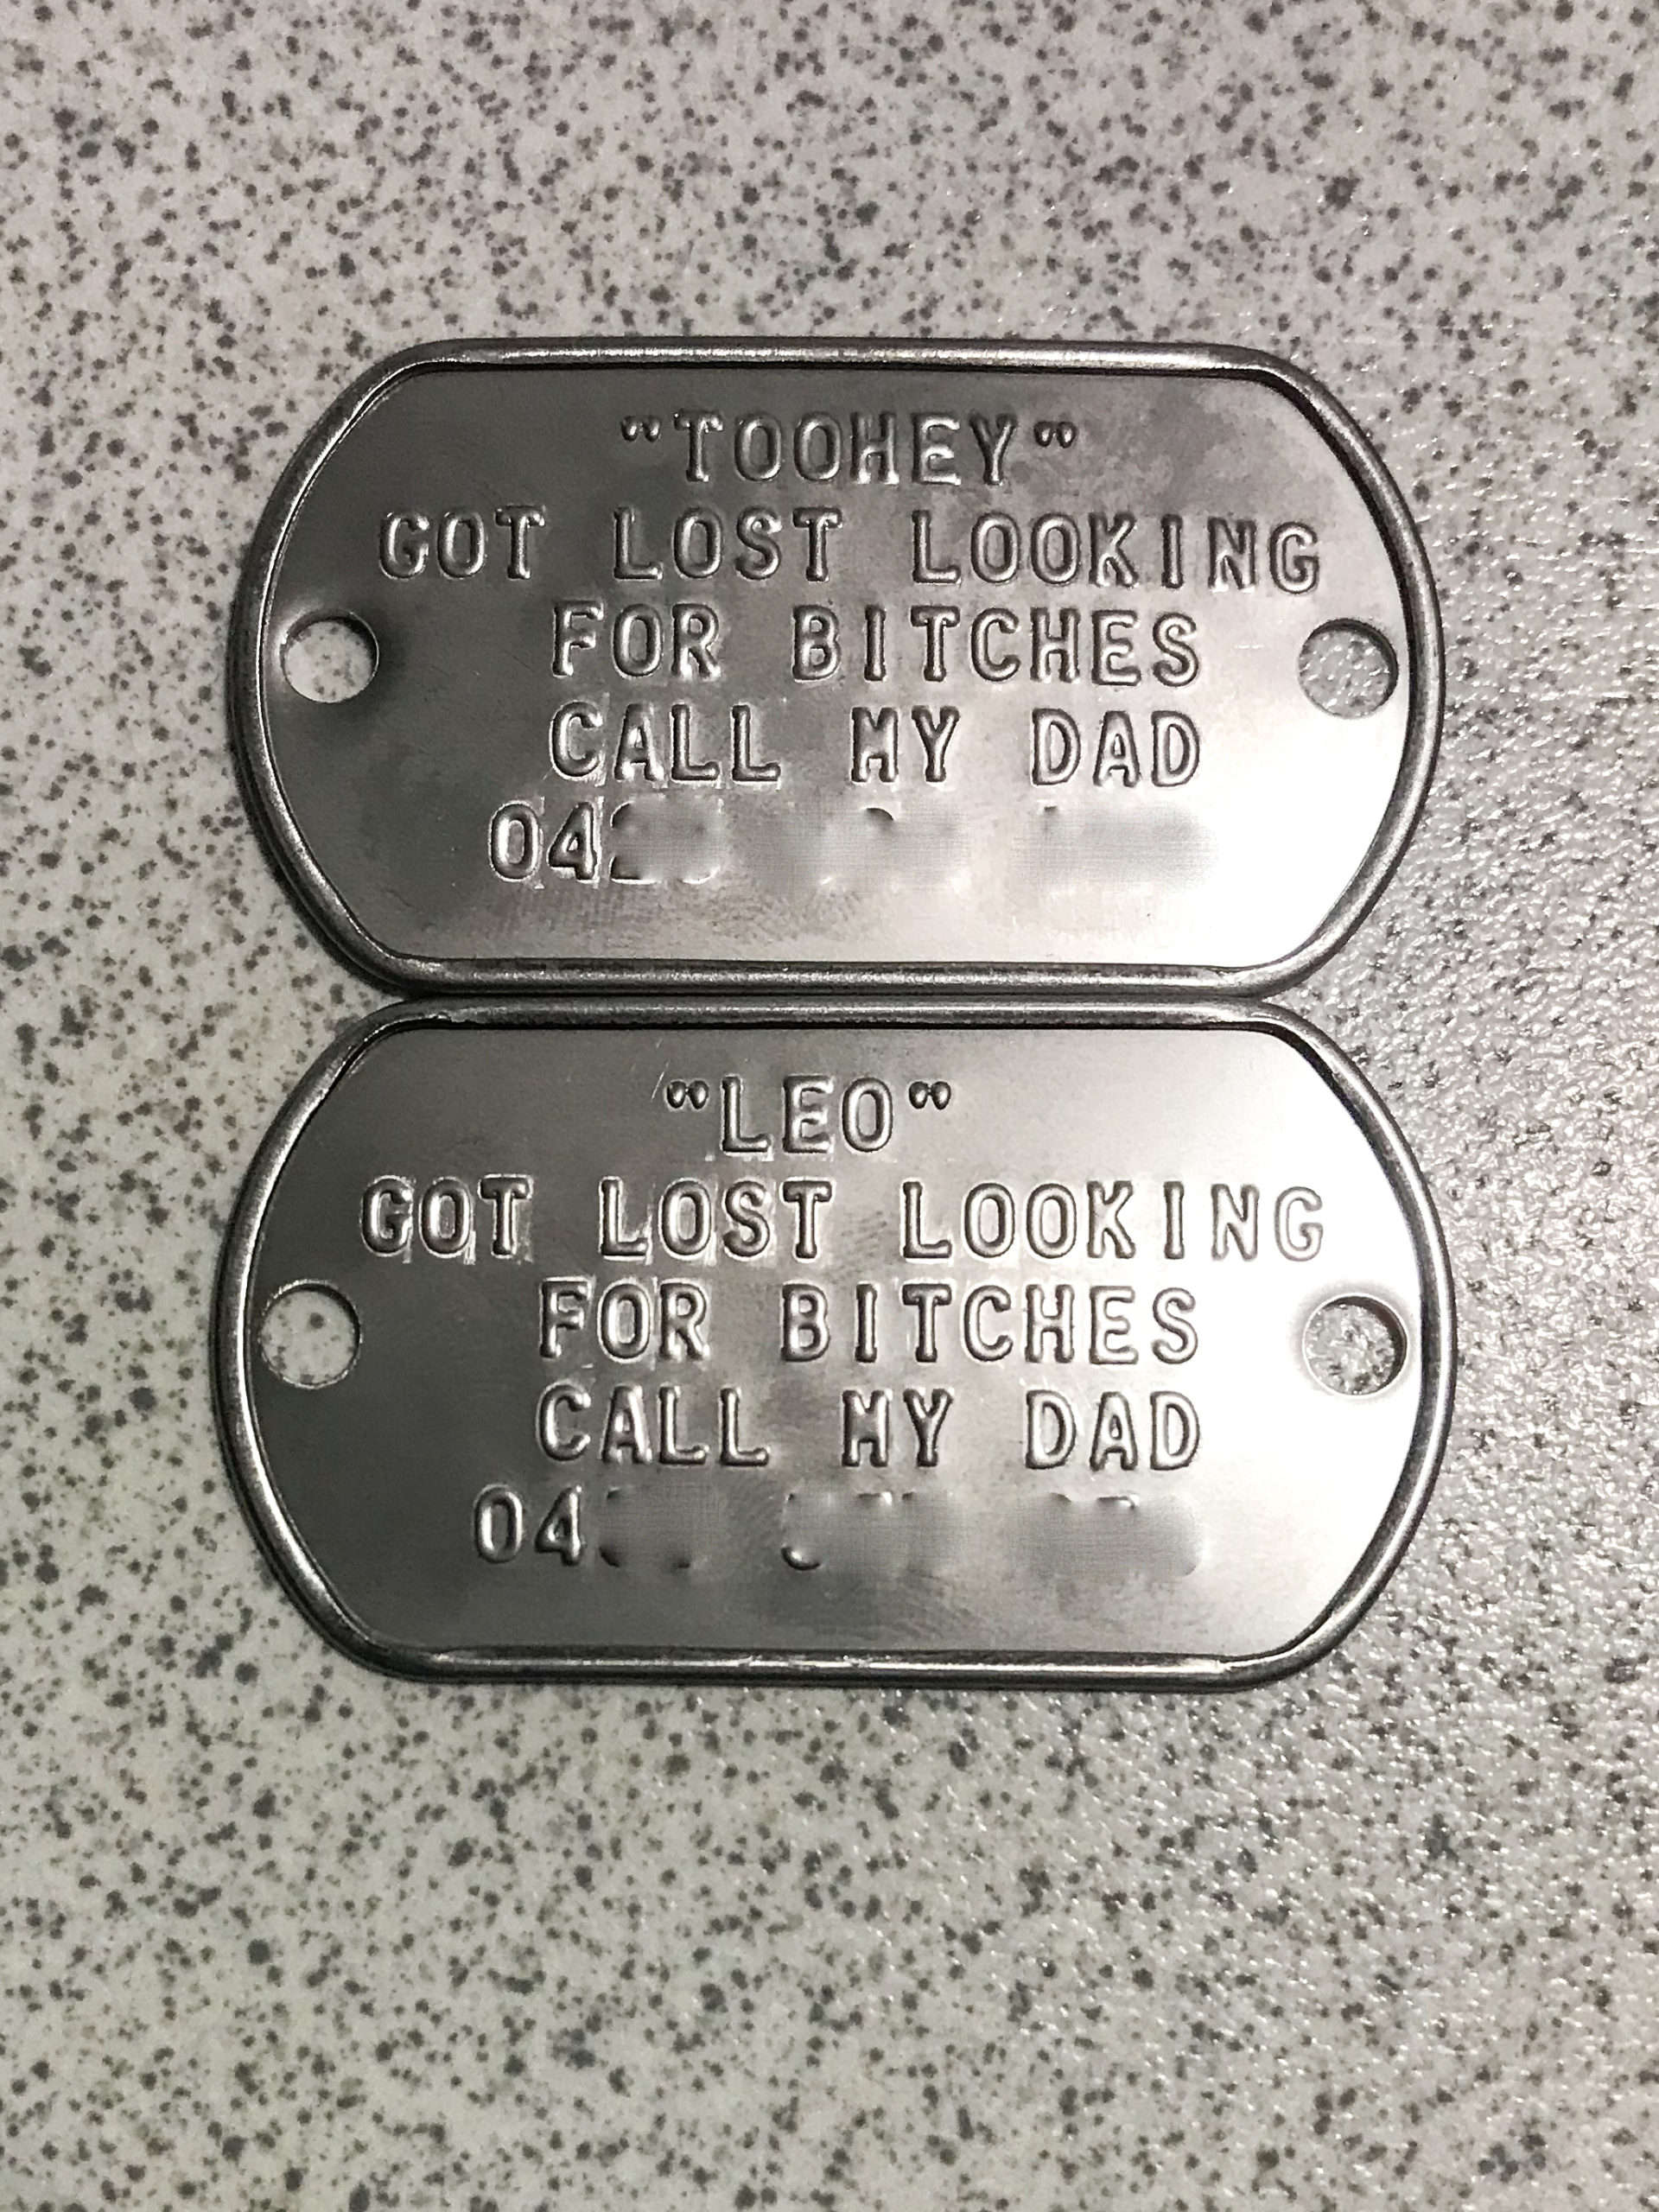 "TOOHEY"
GOT LOST LOOKING
FOR BITCHES
CALL MY DAD
04
"LEO"
GOT LOST LOOKING
FOR BITCHES
CALL MY DAD
04